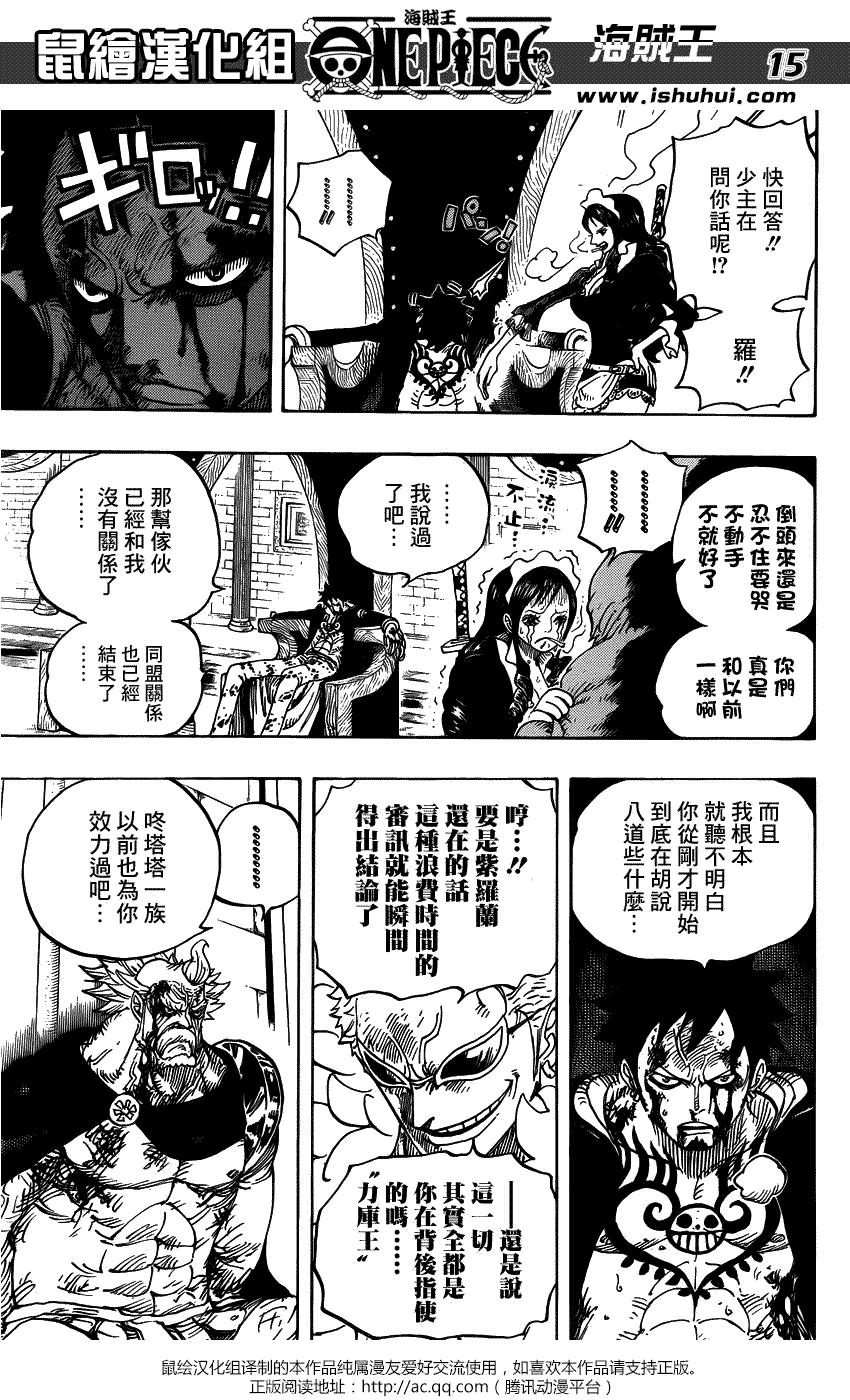 鼠繪漢化組
海賊王
ONE PIECE
海賊王
15
www.ishuhui.com
快回答!!
少主在
問你話呢!?
羅!!
…………!!
ギロッ!!
倒頭來還是
忍不住要哭
不動手
不就好了
你們
真是
和以前
一樣啊
…………!!
淚流…
不止…
……
我說過
了吧…
那幫傢伙
已經和我
沒有關係了
……
同盟關係
也已經
結束了
……
而且
我根本
就聽不明白
你從剛才開始
到底在胡說
八道些什麼…
哼…!!
要是紫羅蘭
還在的話
這種浪費時間的
審訊就能瞬間
得出結論了
——還是說
這一切
其實全都是
你在背後指使
的嗎……
"力庫王"
…………
咚塔塔一族
以前也為你
效力過吧…
鼠绘汉化组译制的本作品纯属漫友爱好交流使用，如喜欢本作品请支持正版。
正版阅读地址：http://ac.qq.com（腾讯动漫平台）